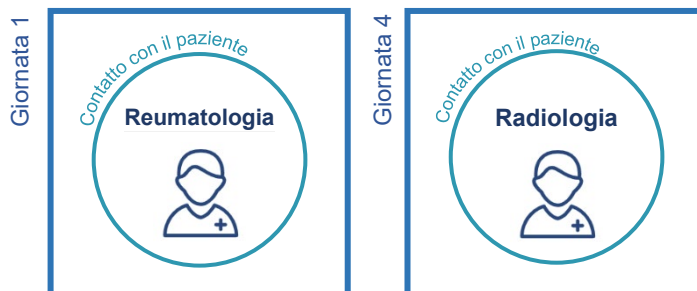 Giornata 1
Contatto con il paziente
Reumatologia
Giornata 4
Contatto con il paziente
Radiologia